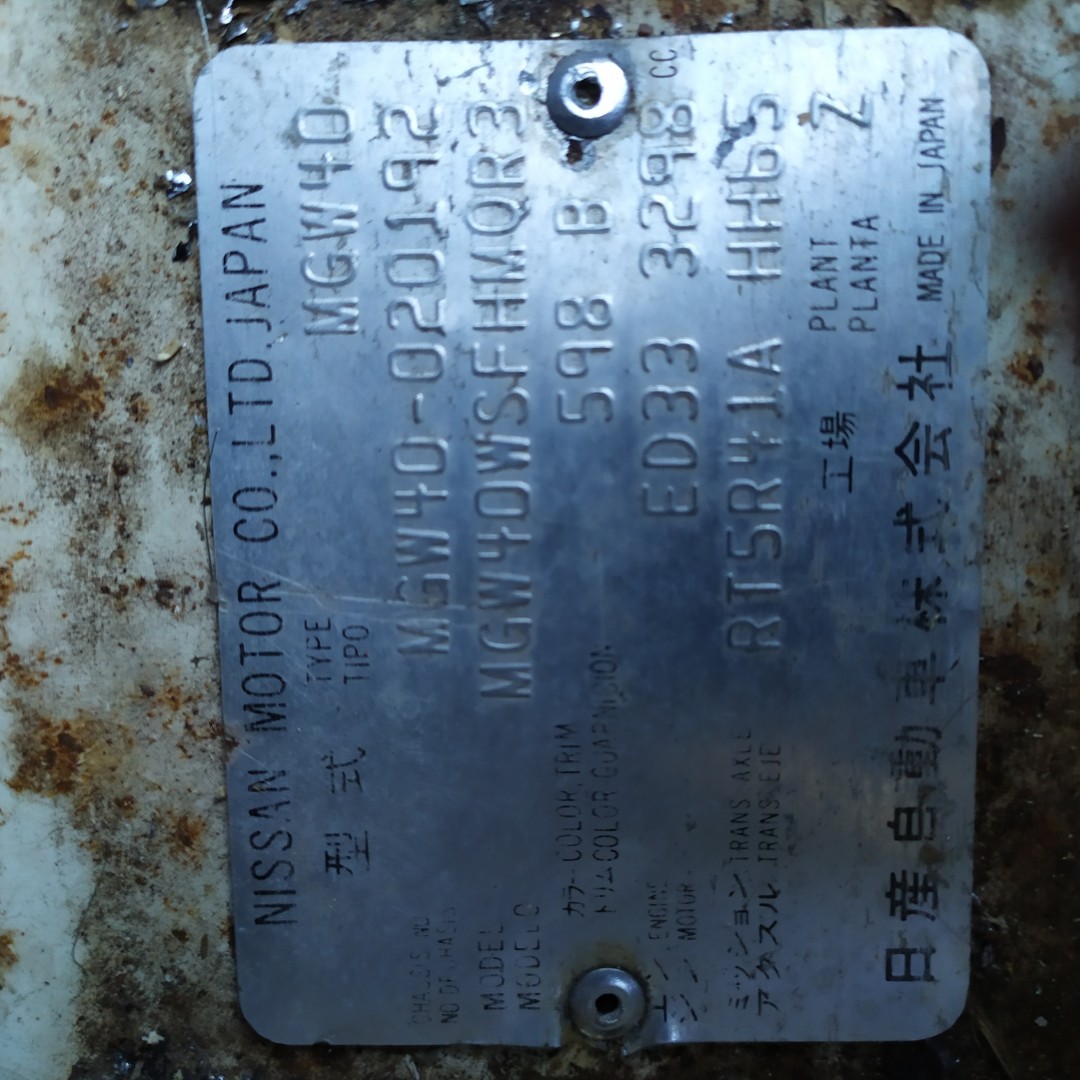 NISSAN MOTOR CO.,LTD.JAPAN
型式 TYPE MGW40
TIPO
CHASSIS NO MGW40-020192
NO DE CHASIS
MODEL MGW40WSFHMQR3
MODELO
カラー COLOR,TRIM 598 B
トリム COLOR,GUARNICION
エンジン ENGINE ED33 3298 CC
MOTOR
ミッション TRANS AXLE RT5R41A HH65
アクスル TRANS EJE
工場 PLANT Z
PLANTA
日産自動車株式会社 MADE IN JAPAN